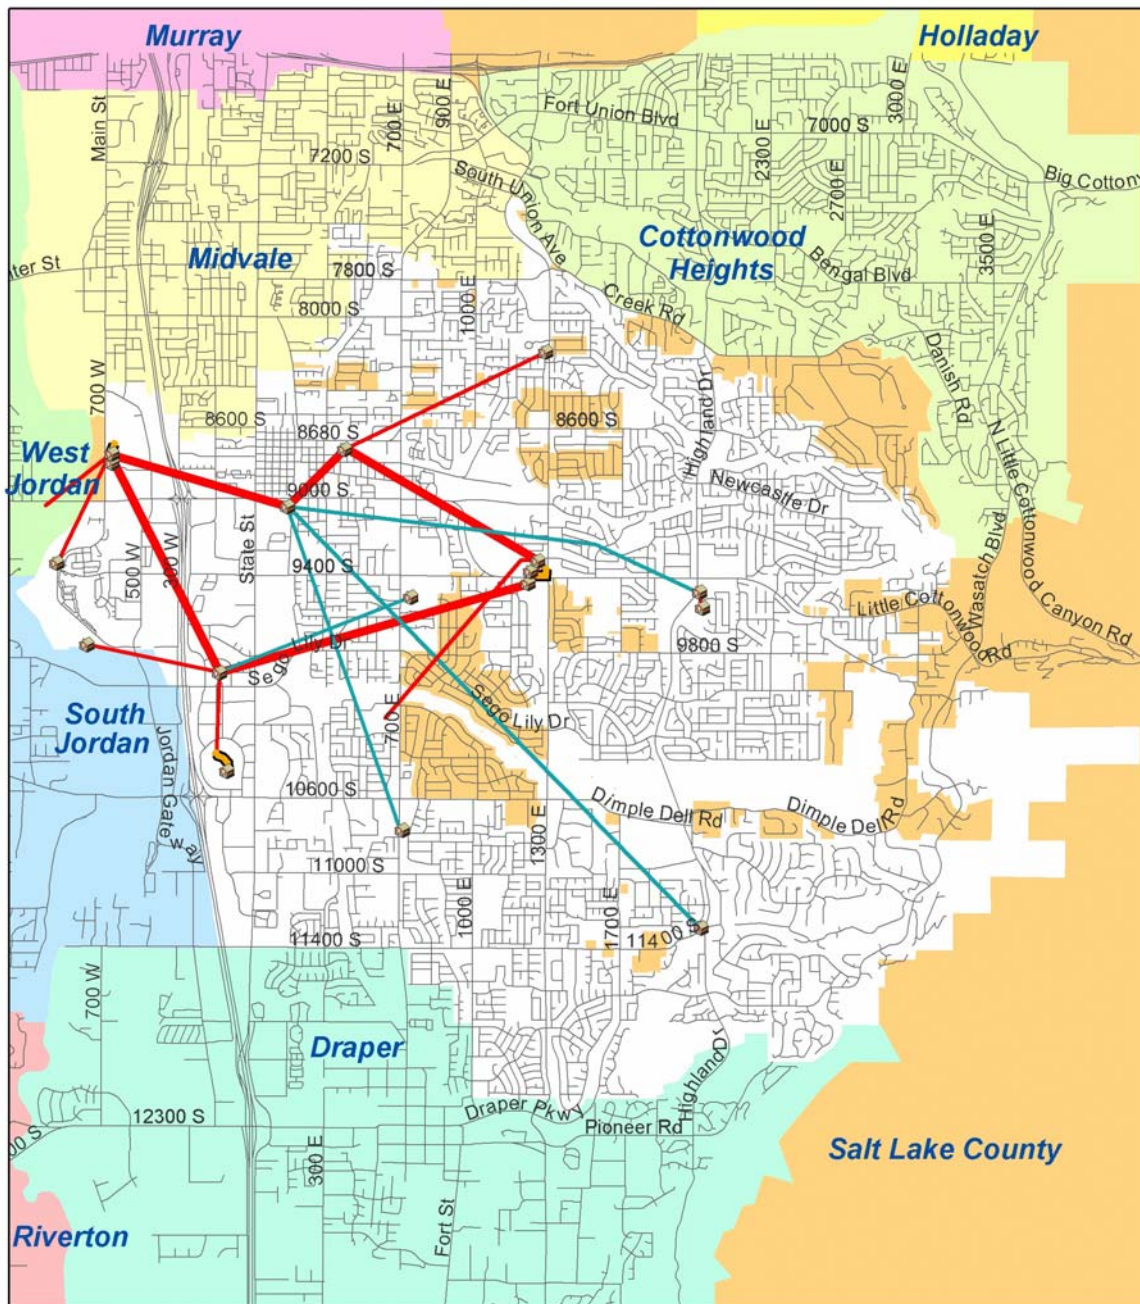 Murray
Holladay
Main St
700 E
900 E
Fort Union Blvd
3000 E
7000 S
2300 E
7200 S
South Union Ave
2700 E
Big Cottonw
Midvale
Cottonwood
Heights
3500 E
Bengal Blvd
ter St
7800 S
1000 E
8000 S
Creek Rd
Danish Rd
700 W
Highland Dr
8600 S
8680 S
8600 S
N Little Cottonwood Canyon Rd
West
Jordan
9000 S
Newcastle Dr
State St
500 W
9400 S
Wasatch Blvd
Little Cottonwood Rd
9800 S
Sego Lily Dr
Sego Lily Dr
700 E
South
Jordan
Jordan Gateway
10600 S
Dimple Dell Rd
Dimple Dell Rd
1300 E
11000 S
1000 E
1700 E
11400 S
11400 S
700 W
Draper
Highland Dr
12300 S
Draper Pkwy
Pioneer Rd
00 S
300 E
Salt Lake County
Fort St
Riverton